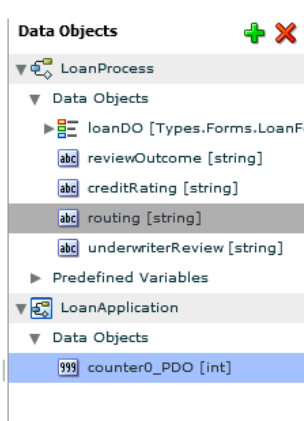 Data Objects
LoanProcess
Data Objects
loanDO [Types.Forms.LoanF
abc reviewOutcome [string]
abc creditRating [string]
abc routing [string]
abc underwriterReview [string]
Predefined Variables
LoanApplication
Data Objects
999 counter0_PDO [int]